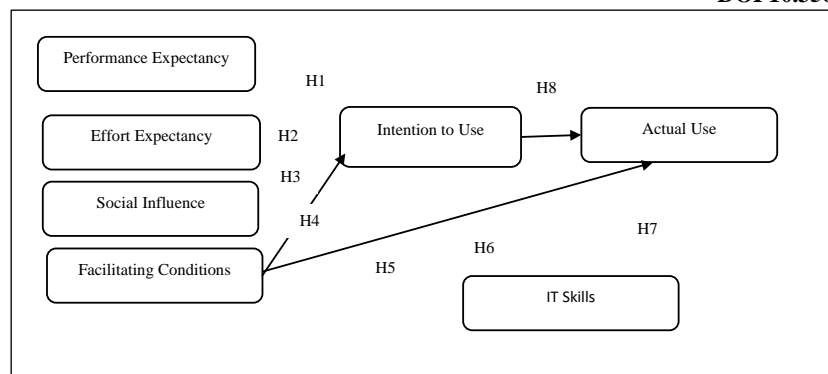 Performance Expectancy
H1
H8
Effort Expectancy
H2
Intention to Use
Actual Use
H3
Social Influence
H4
H7
Facilitating Conditions
H5
H6
IT Skills